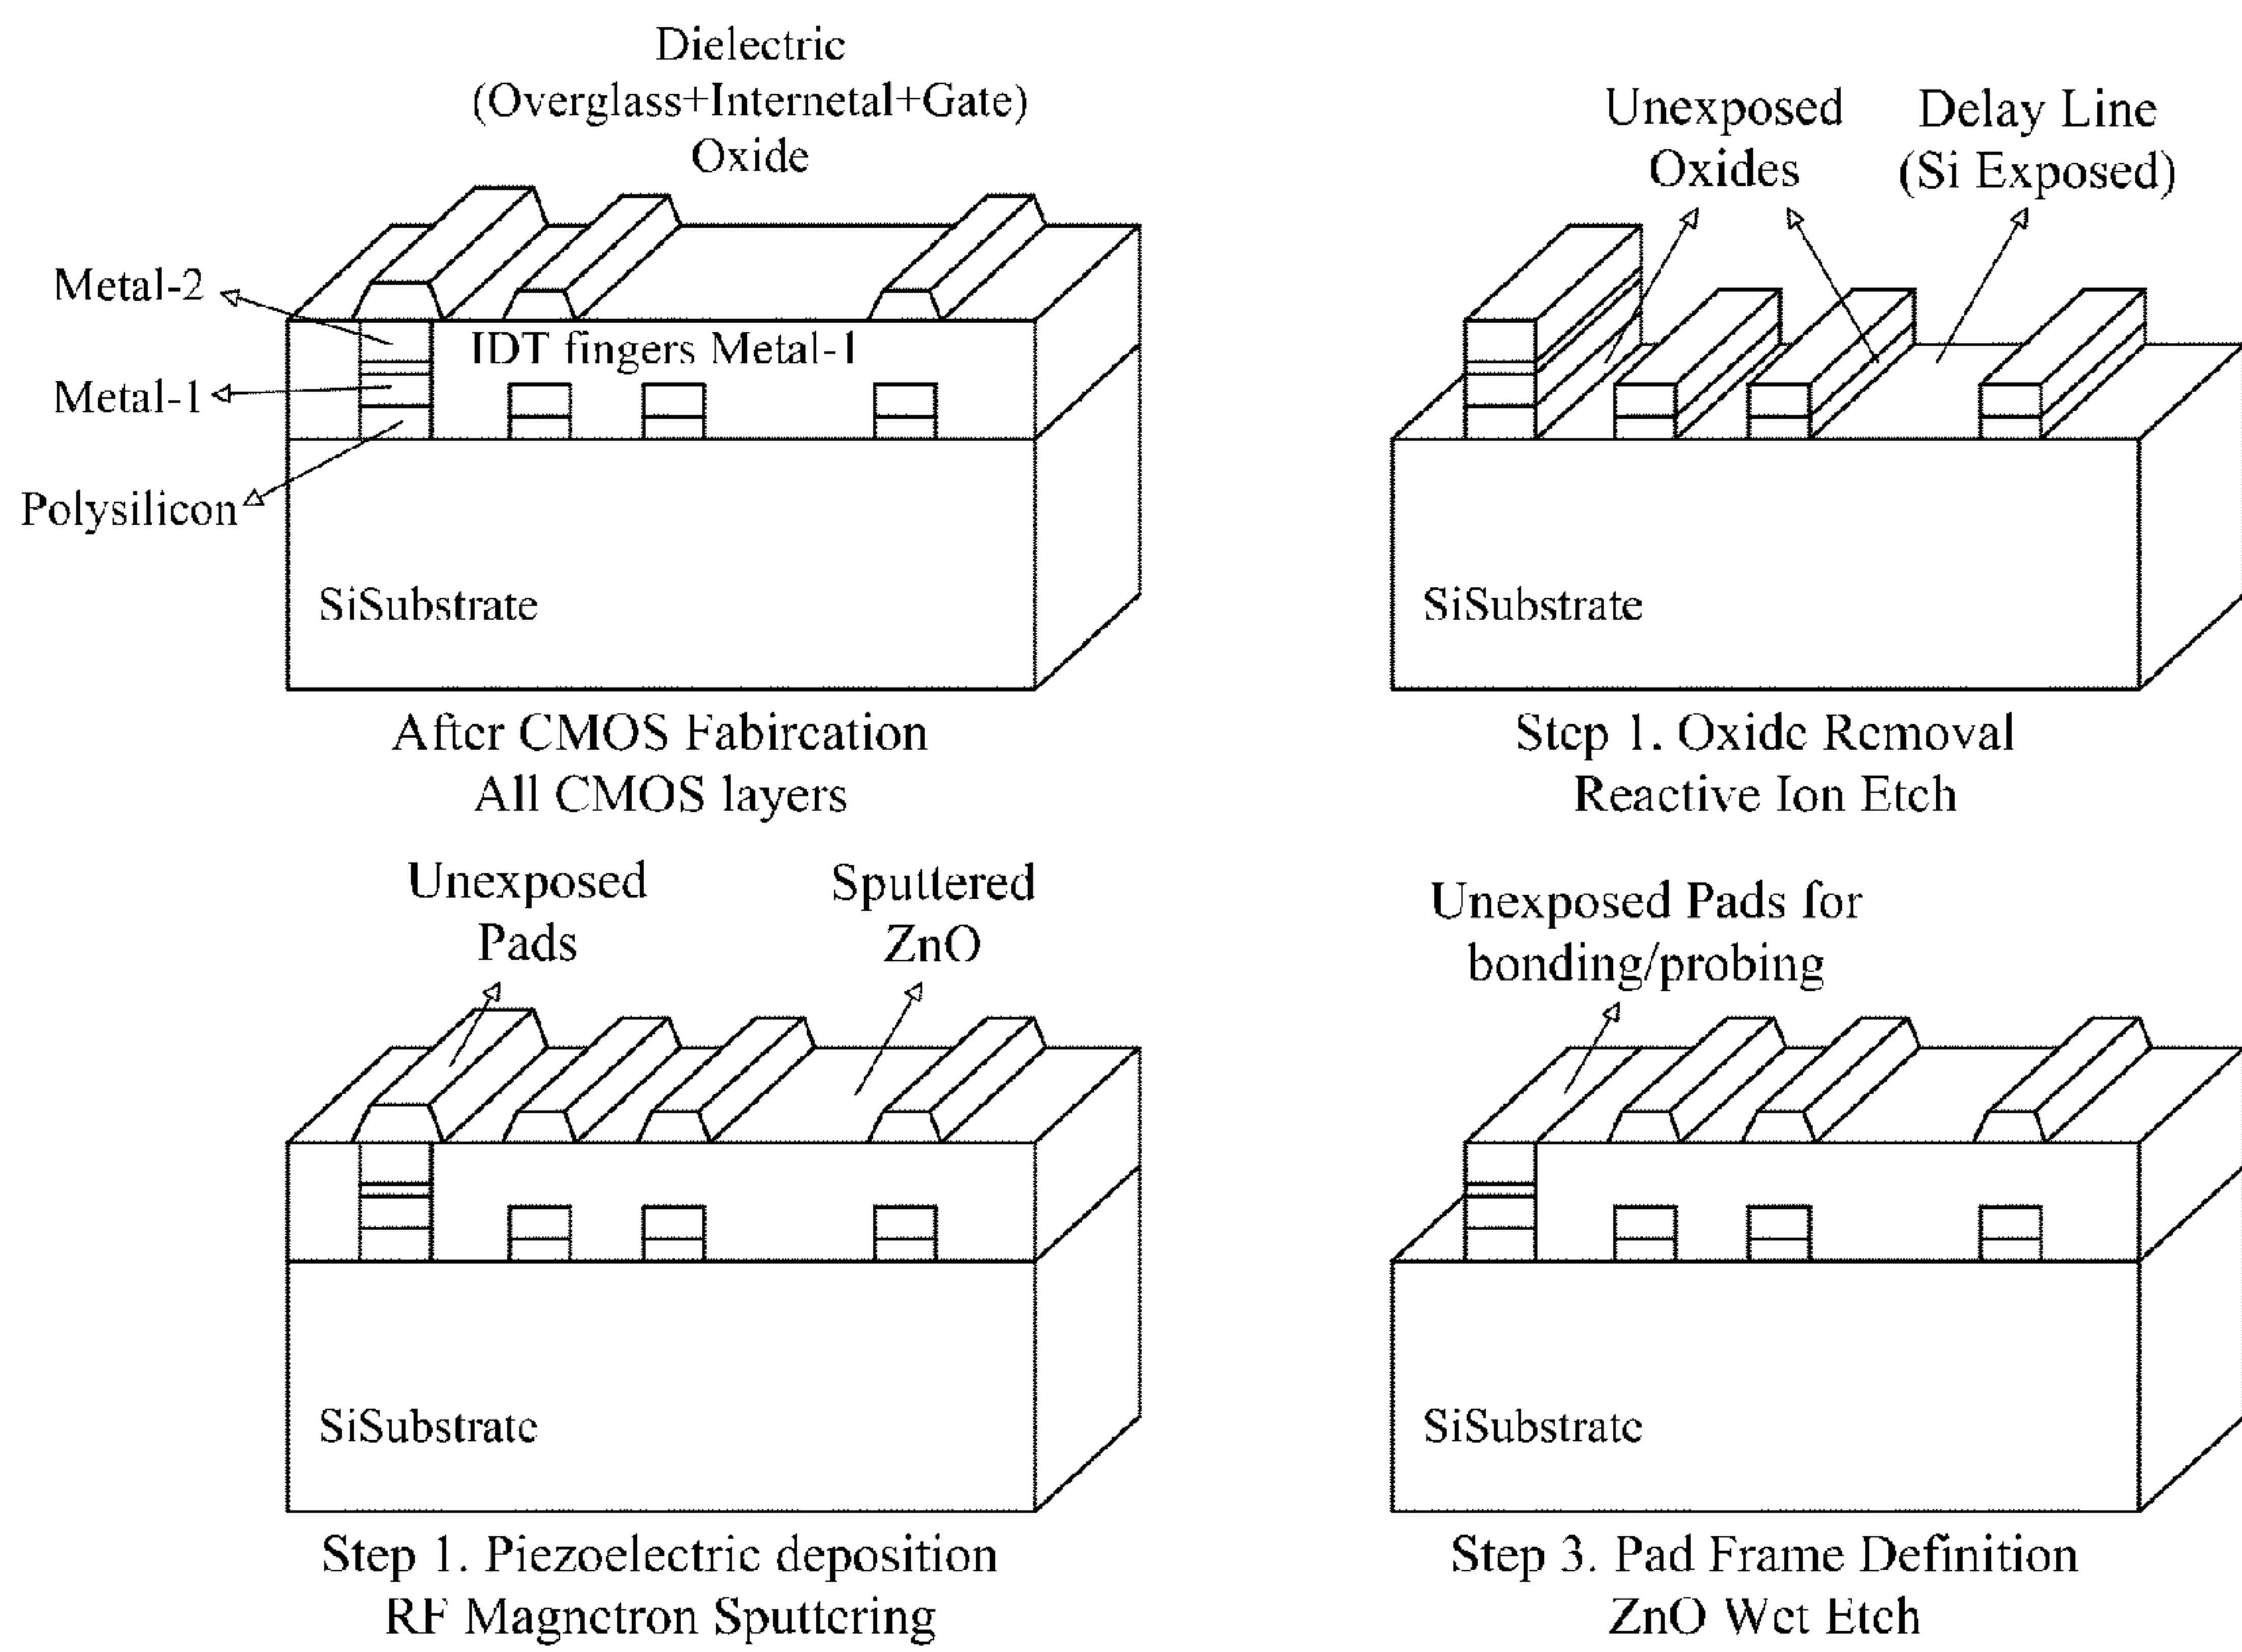 Dielectric
(Overglass+Internetal+Gate)
Oxide
Metal-2
IDT fingers Metal-1
Metal-1
Polysilicon
SiSubstrate
After CMOS Fabircation
All CMOS layers
Unexposed
Oxides
Delay Line
(Si Exposed)
SiSubstrate
Step 1. Oxide Removal
Reactive Ion Etch
Unexposed
Pads
Sputtered
ZnO
SiSubstrate
Step 1. Piezoelectric deposition
RF Magnetron Sputtering
Unexposed Pads for
bonding/probing
SiSubstrate
Step 3. Pad Frame Definition
ZnO Wet Etch